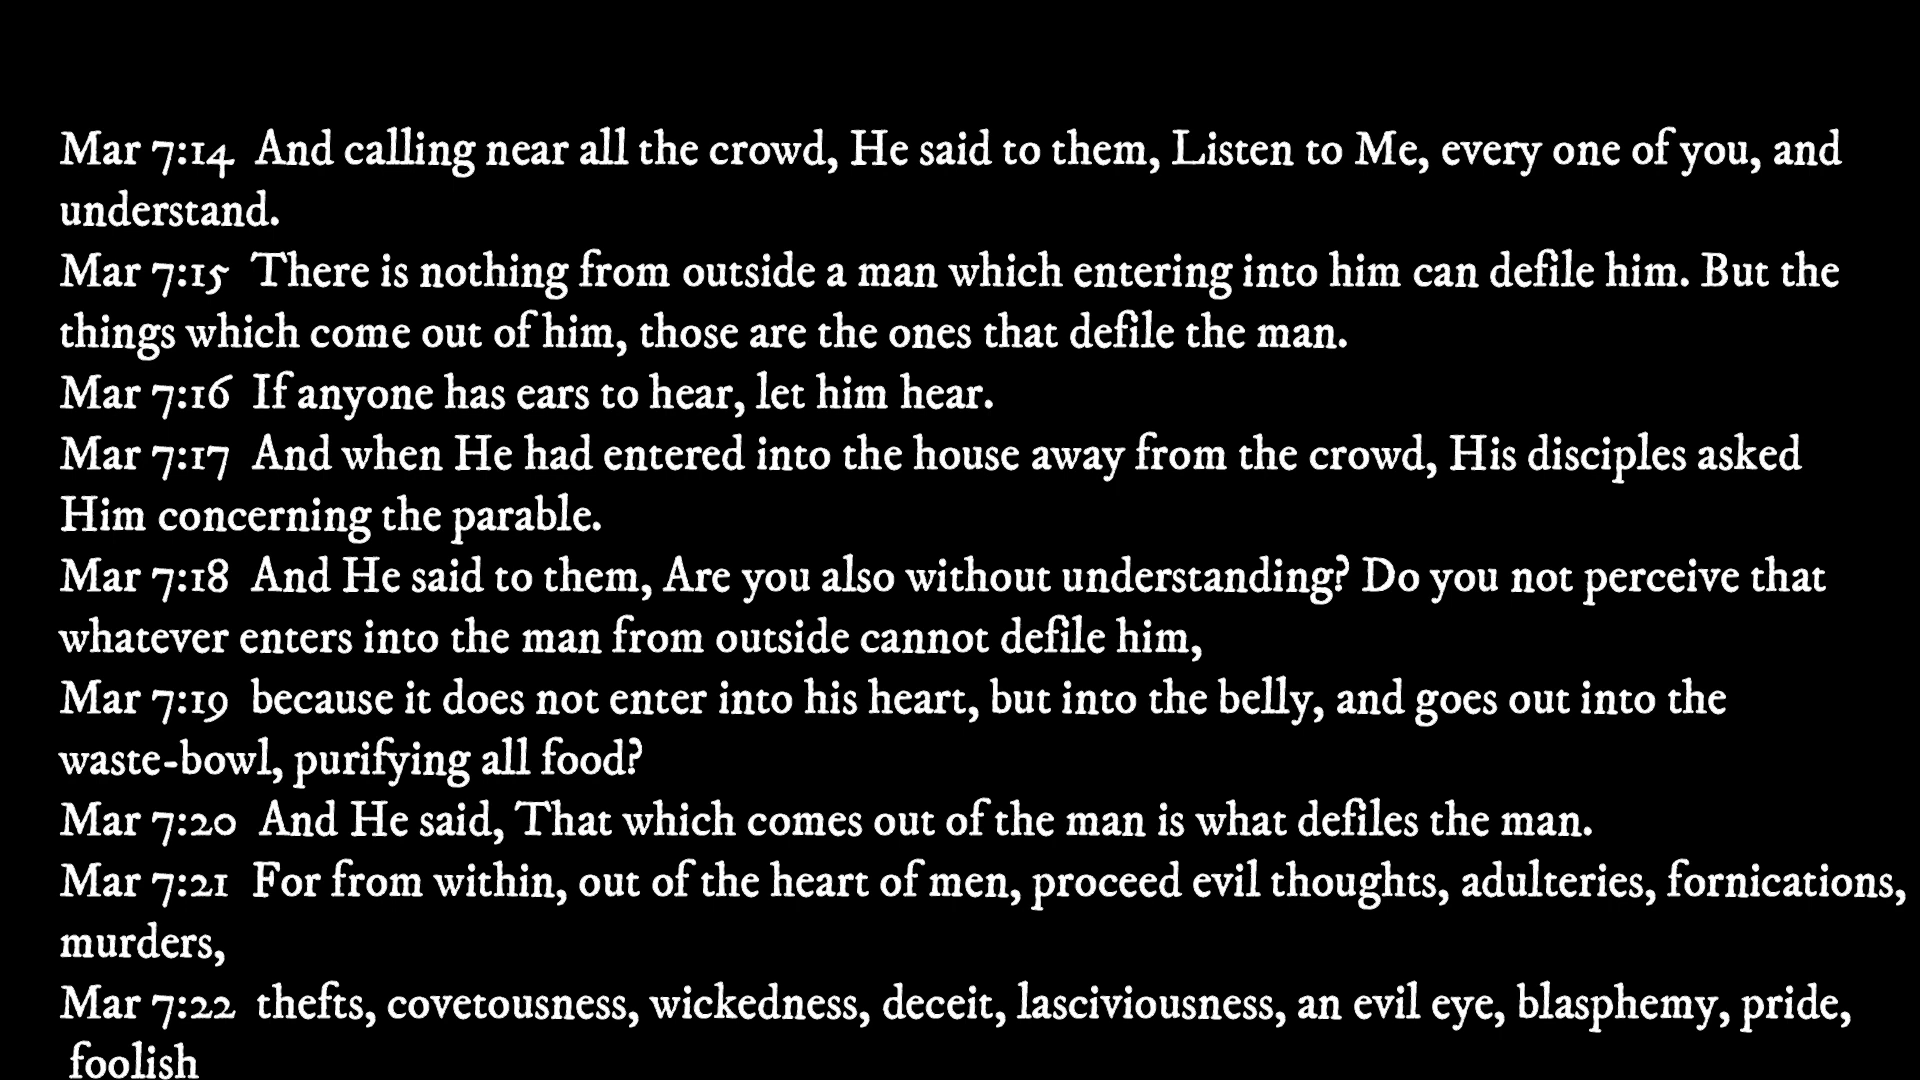 Mar 7:14  And calling near all the crowd, He said to them, Listen to Me, every one of you, and
understand.
Mar 7:15  There is nothing from outside a man which entering into him can defile him. But the
things which come out of him, those are the ones that defile the man.
Mar 7:16  If anyone has ears to hear, let him hear.
Mar 7:17  And when He had entered into the house away from the crowd, His disciples asked
Him concerning the parable.
Mar 7:18  And He said to them, Are you also without understanding? Do you not perceive that
whatever enters into the man from outside cannot defile him,
Mar 7:19  because it does not enter into his heart, but into the belly, and goes out into the
waste-bowl, purifying all food?
Mar 7:20  And He said, That which comes out of the man is what defiles the man.
Mar 7:21  For from within, out of the heart of men, proceed evil thoughts, adulteries, fornications,
murders,
Mar 7:22  thefts, covetousness, wickedness, deceit, lasciviousness, an evil eye, blasphemy, pride,
foolish